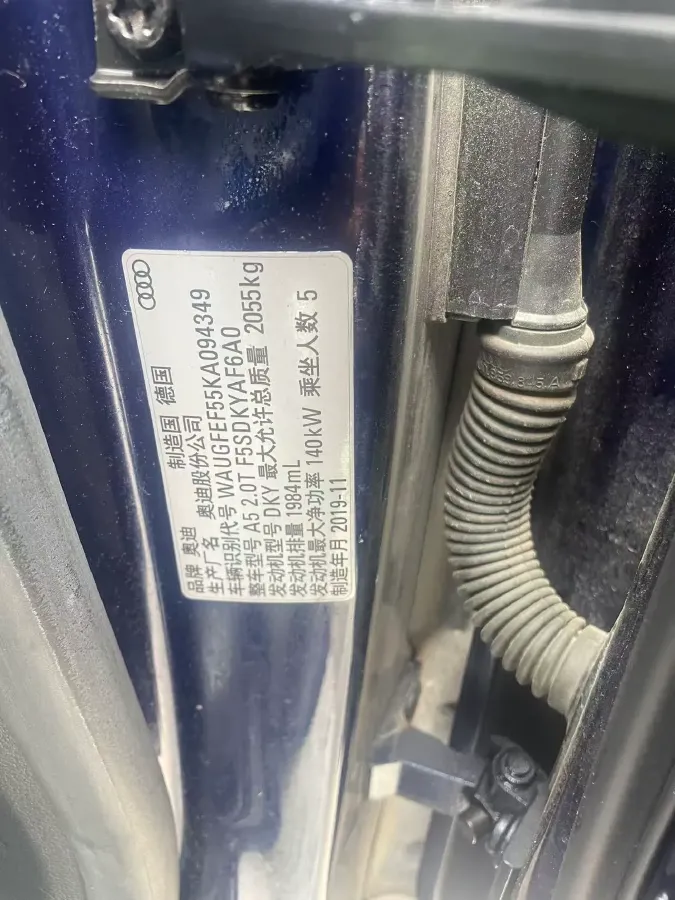 品牌 奥迪 制造国 德国
生产厂名 奥迪股份公司
车辆识别代号 WAUGFEF55KA094349
整车型号 A5 2.0T F5SDKYAF6A0
发动机型号 DKY 最大允许总质量 2055kg
发动机排量 1984mL
发动机最大净功率 140kW 乘坐人数 5
制造年月 2019-11